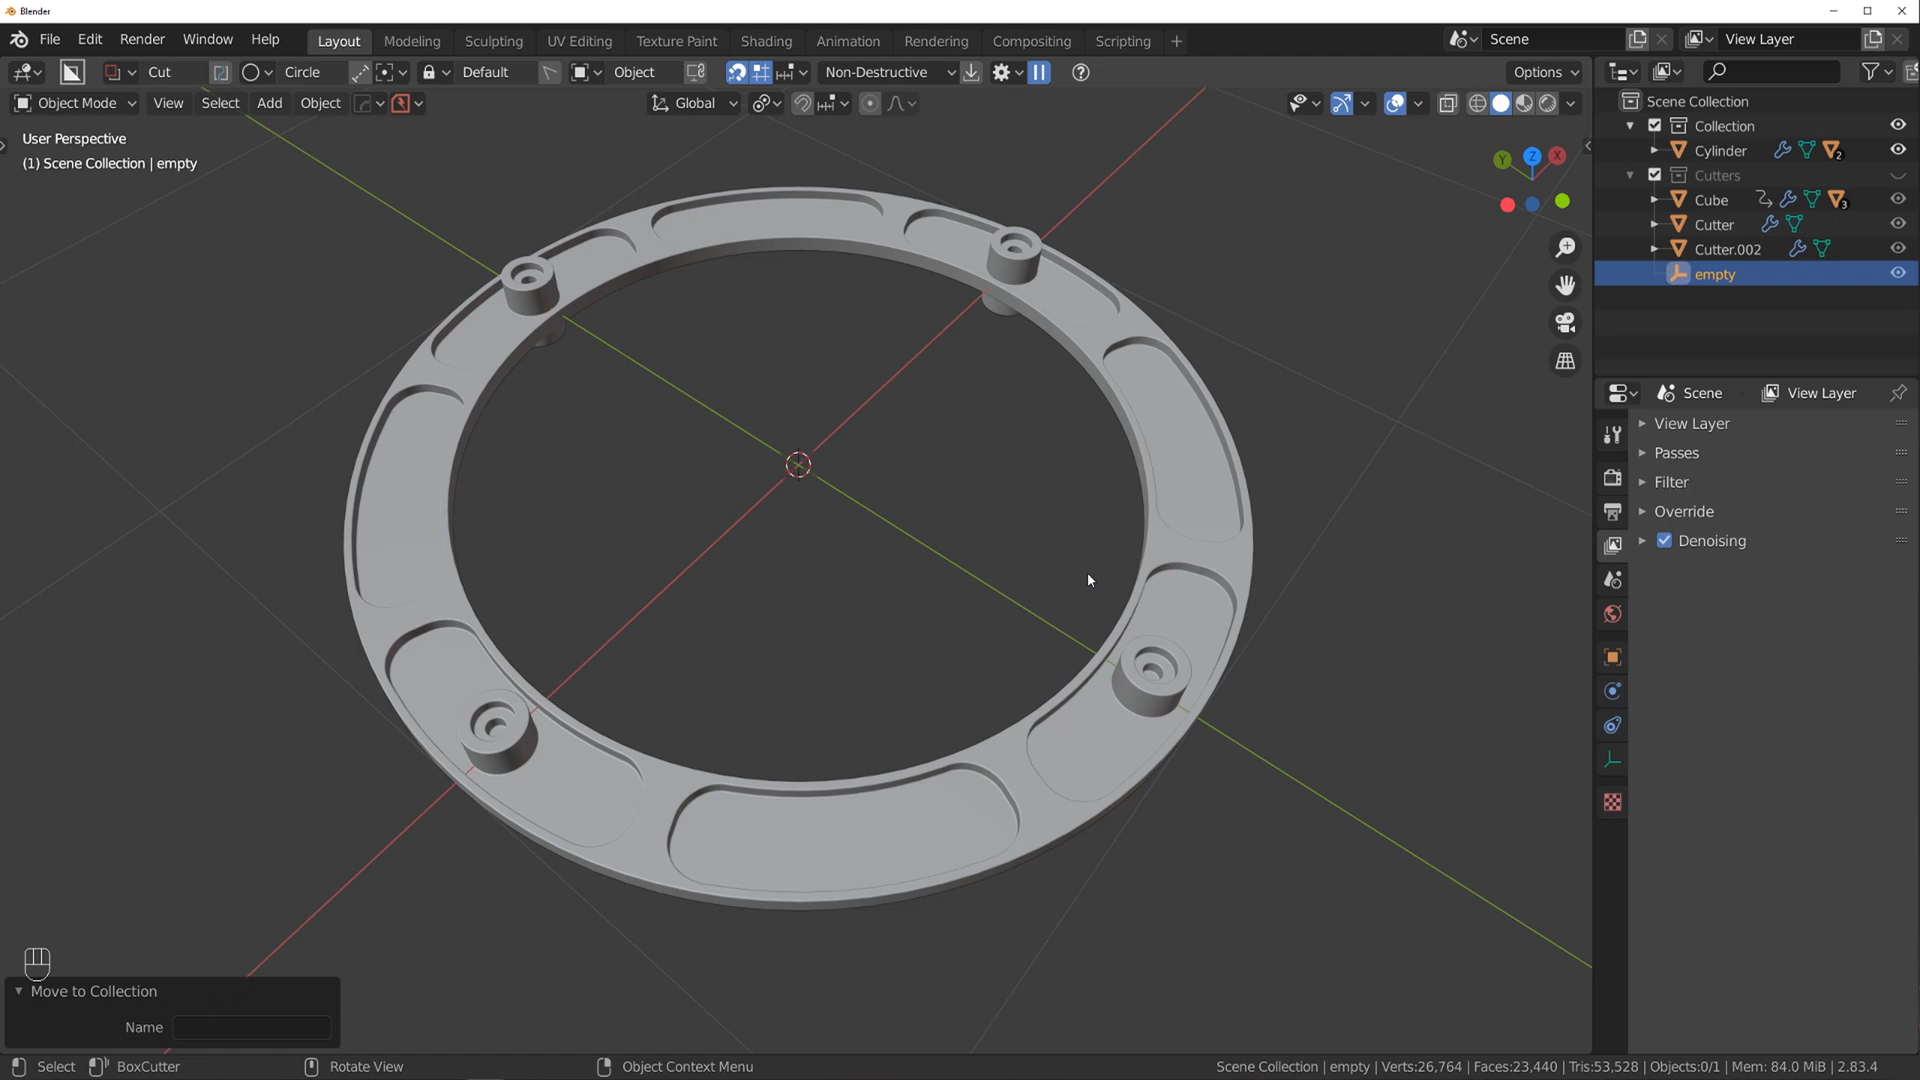 Blender
File Edit Render Window Help Layout Modeling Sculpting UV Editing Texture Paint Shading Animation Rendering Compositing Scripting + Scene View Layer
Cut Circle Default Object Non-Destructive Options
Object Mode View Select Add Object Global
User Perspective
(1) Scene Collection | empty
Y Z X
Scene Collection
Collection
Cylinder 2
Cutters
Cube 3
Cutter
Cutter.002
empty
Scene View Layer
View Layer
Passes
Filter
Override
Denoising
Move to Collection
Name
Select BoxCutter Rotate View Object Context Menu Scene Collection | empty | Verts:26,764 | Faces:23,440 | Tris:53,528 | Objects:0/1 | Mem: 84.0 MiB | 2.83.4